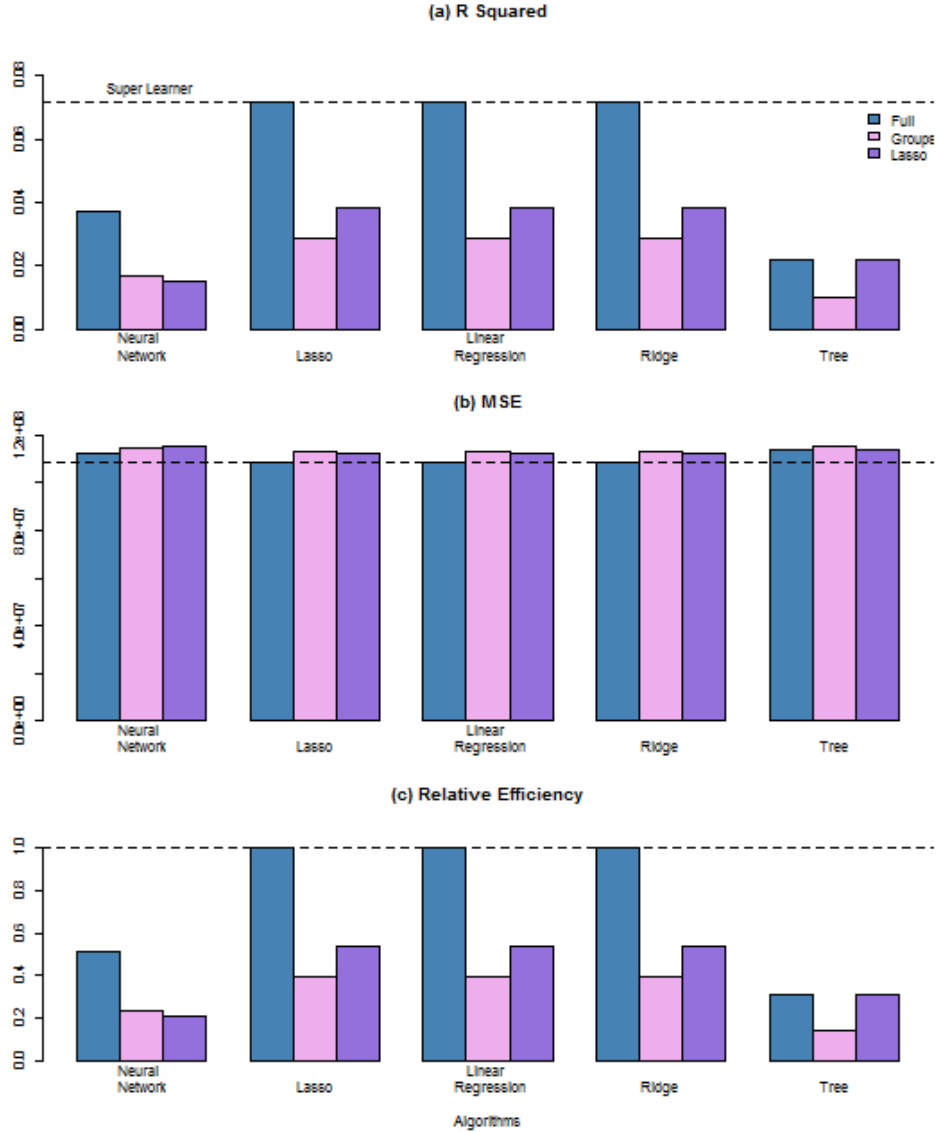 (a) R Squared
0.08
0.06
0.04
0.02
0.00
Super Learner
Full
Groups
Lasso
Neural
Network
Lasso
Linear
Regression
Ridge
Tree
(b) MSE
1.2e+08
8.0e+07
4.0e+07
0.0e+00
Neural
Network
Lasso
Linear
Regression
Ridge
Tree
(c) Relative Efficiency
1.0
0.8
0.6
0.4
0.2
0.0
Neural
Network
Lasso
Linear
Regression
Ridge
Tree
Algorithms